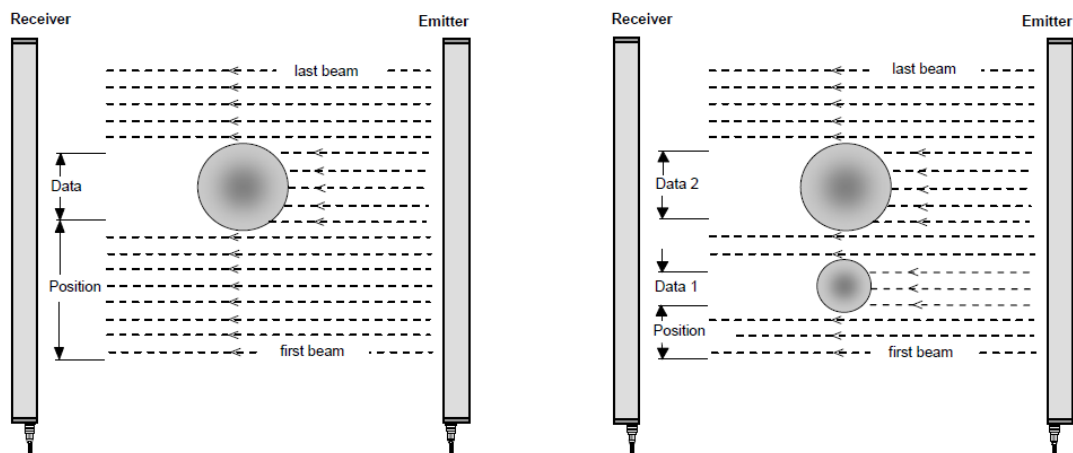 Receiver
Emitter
last beam
Data
Position
first beam
Receiver
Emitter
last beam
Data 2
Data 1
Position
first beam